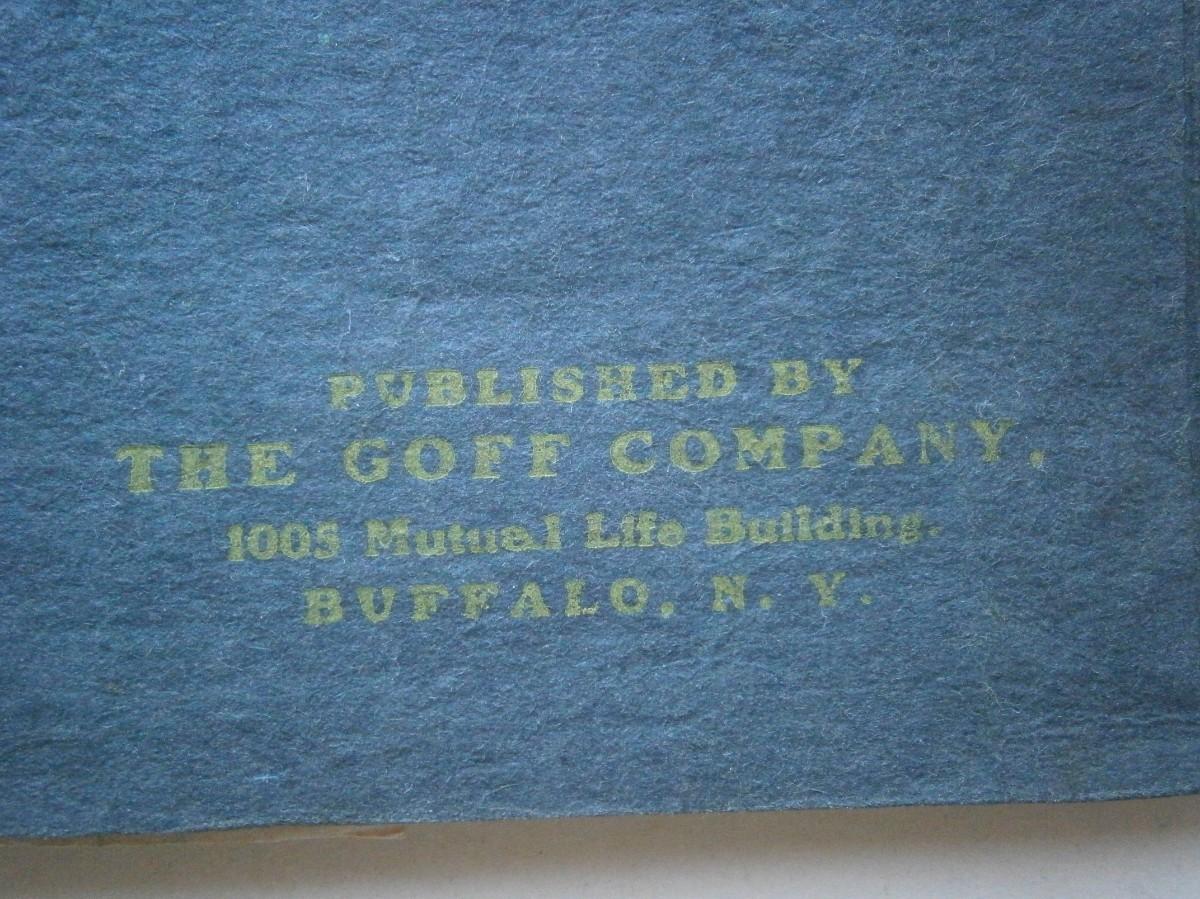 PUBLISHED BY
THE GOFF COMPANY,
1005 Mutual Life Building.
BUFFALO, N. Y.